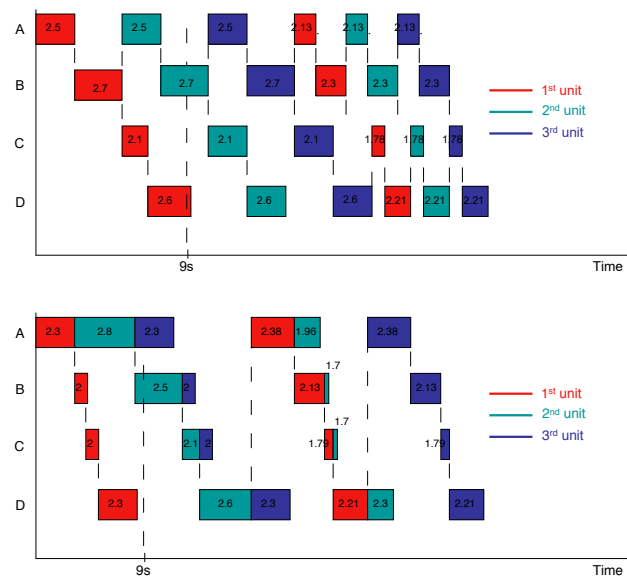 A 2.5 2.5 2.5 2.13 2.13 2.13
B 2.7 2.7 2.7 2.3 2.3 2.3
1st unit
2nd unit
3rd unit
C 2.1 2.1 1.78 1.78 1.78
D 2.6 2.6 2.6 2.21 2.21 2.21
9s Time
A 2.3 2.8 2.3 2.38 1.96 2.38
1.7
B 2 2.5 2 2.13 2.13
1st unit
2nd unit
3rd unit
1.7
C 2 2.1 2 1.79 1.79
D 2.3 2.6 2.3 2.21 2.3 2.21
9s Time